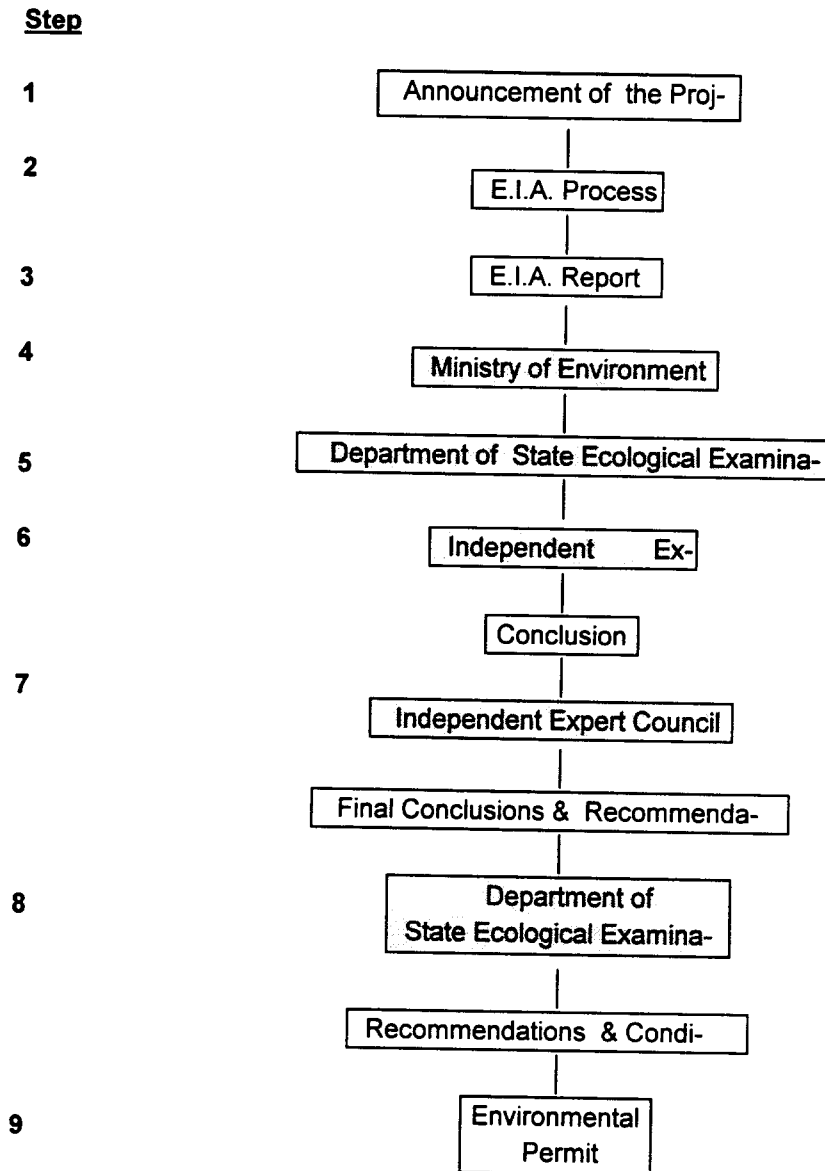 Step
1
Announcement of the Proj-
2
E.I.A. Process
3
E.I.A. Report
4
Ministry of Environment
5
Department of State Ecological Examina-
6
Independent Ex-
Conclusion
7
Independent Expert Council
Final Conclusions & Recommenda-
8
Department of
State Ecological Examina-
Recommendations & Condi-
9
Environmental
Permit